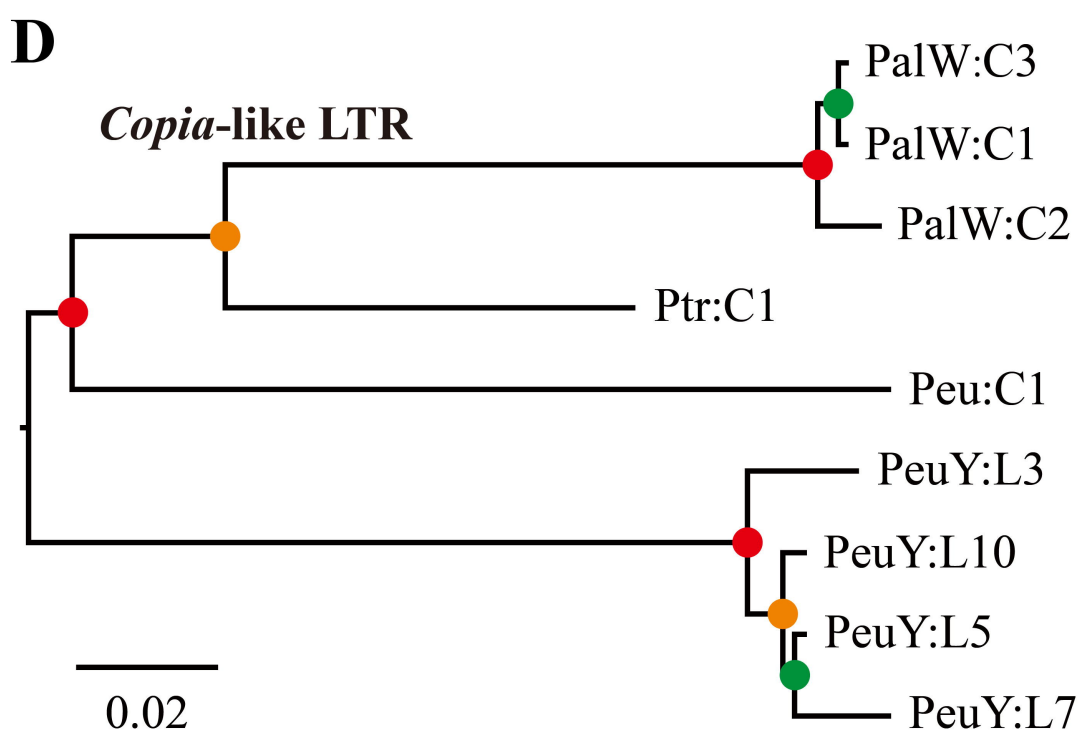 D
Copia-like LTR
PalW:C3
PalW:C1
PalW:C2
Ptr:C1
Peu:C1
PeuY:L3
PeuY:L10
PeuY:L5
PeuY:L7
0.02